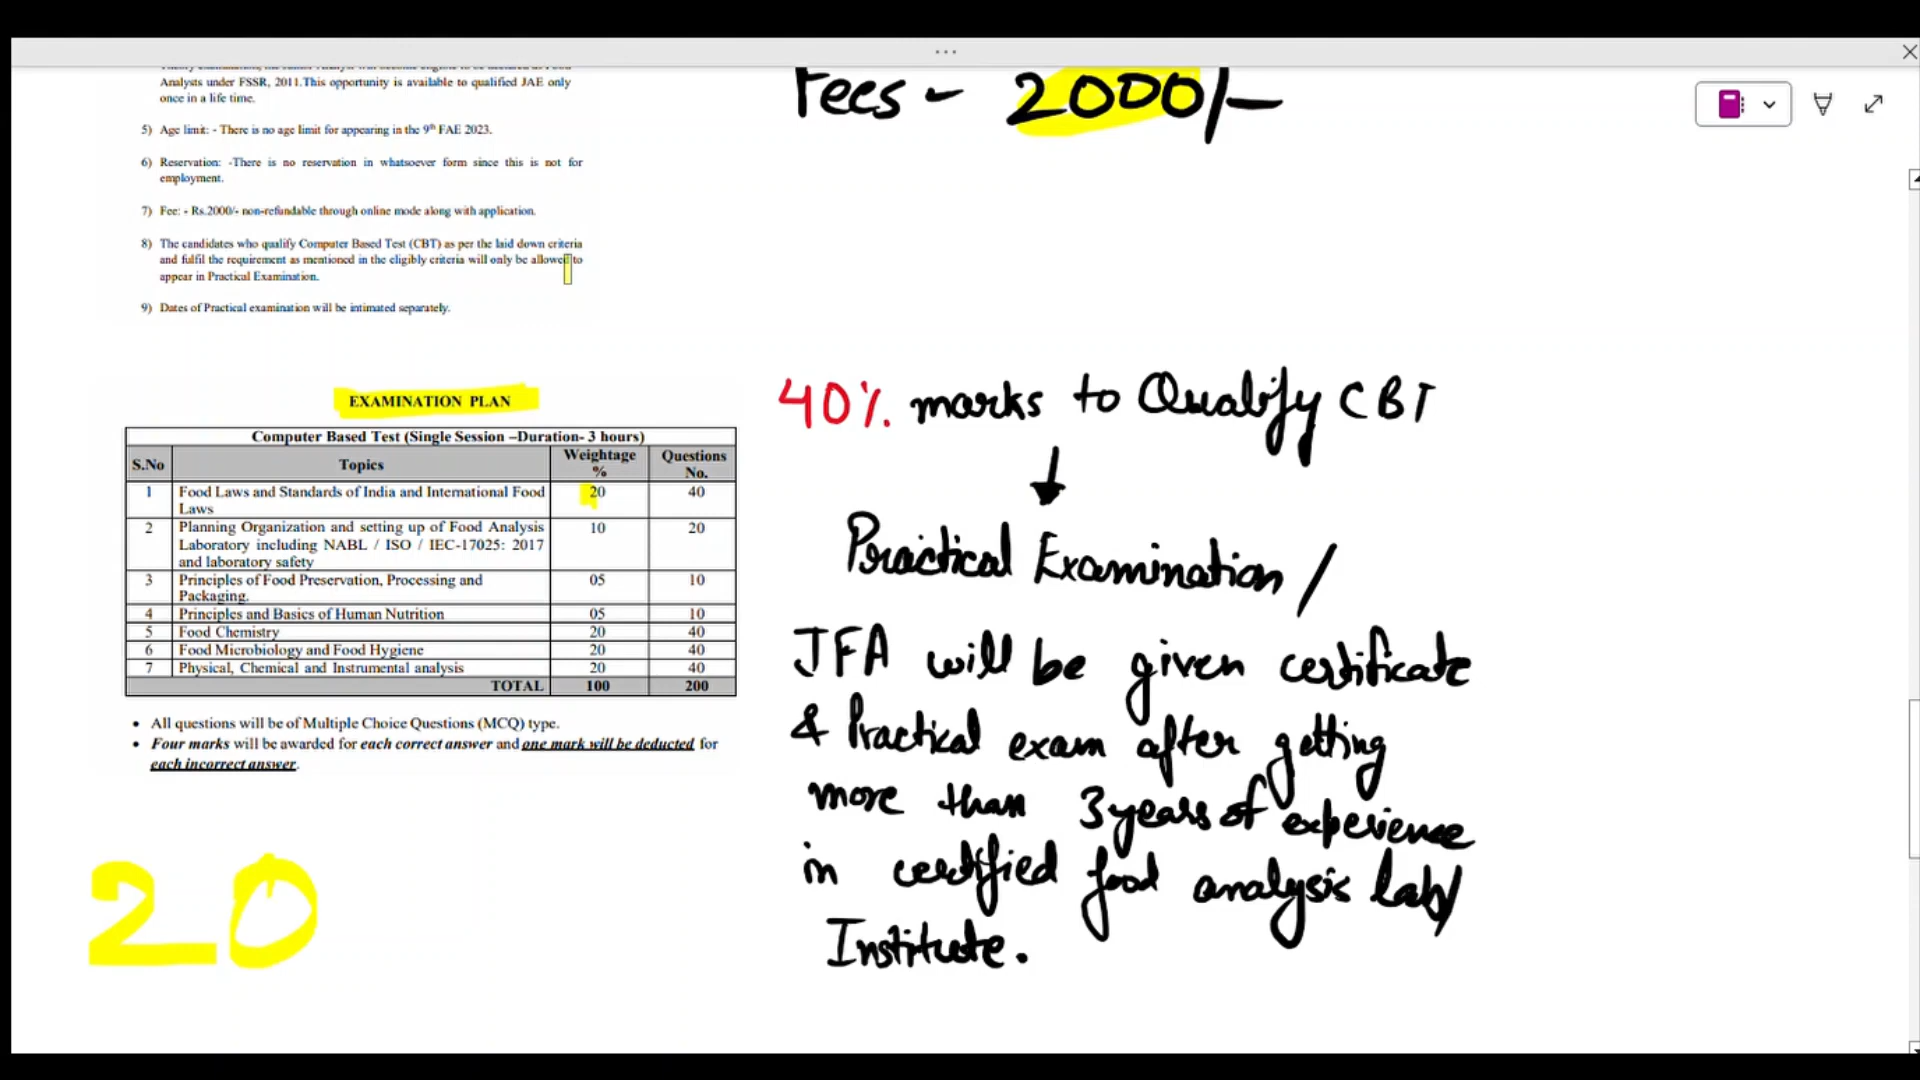 Analysts under FSSR, 2011.This opportunity is available to qualified JAE only
once in a life time.
5) Age limit: - There is no age limit for appearing in the 9th FAE 2023.
6) Reservation: -There is no reservation in whatsoever form since this is not for
employment.
7) Fee: - Rs.2000/- non-refundable through online mode along with application.
8) The candidates who qualify Computer Based Test (CBT) as per the laid down criteria
and fulfil the requirement as mentioned in the eligibly criteria will only be allowed to
appear in Practical Examination.
9) Dates of Practical examination will be intimated separately.
EXAMINATION PLAN
Computer Based Test (Single Session –Duration- 3 hours)
S.No Topics Weightage % Questions No.
1 Food Laws and Standards of India and International Food Laws 20 40
2 Planning Organization and setting up of Food Analysis Laboratory including NABL / ISO / IEC-17025: 2017 and laboratory safety 10 20
3 Principles of Food Preservation, Processing and Packaging. 05 10
4 Principles and Basics of Human Nutrition 05 10
5 Food Chemistry 20 40
6 Food Microbiology and Food Hygiene 20 40
7 Physical, Chemical and Instrumental analysis 20 40
TOTAL 100 200
• All questions will be of Multiple Choice Questions (MCQ) type.
• Four marks will be awarded for each correct answer and one mark will be deducted for
each incorrect answer.
20
Fees - 2000/-
40% marks to Qualify CBT
Practical Examination /
JFA will be given certificate
& Practical exam after getting
more than 3 years of experience
in certified food analysis lab/
Institute.